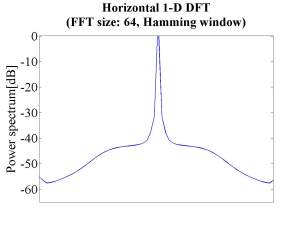 Horizontal 1-D DFT
(FFT size: 64, Hamming window)
0
-10
-20
-30
-40
-50
-60
Power spectrum[dB]